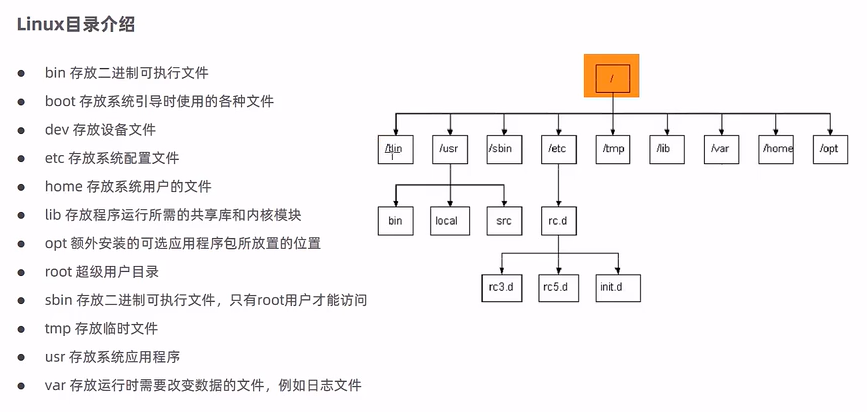 Linux目录介绍
bin 存放二进制可执行文件
boot 存放系统引导时使用的各种文件
dev 存放设备文件
etc 存放系统配置文件
home 存放系统用户的文件
lib 存放程序运行所需的共享库和内核模块
opt 额外安装的可选应用程序包所放置的位置
root 超级用户目录
sbin 存放二进制可执行文件，只有root用户才能访问
tmp 存放临时文件
usr 存放系统应用程序
var 存放运行时需要改变数据的文件，例如日志文件
/
/bin /usr /sbin /etc /tmp /lib /var /home /opt
bin local src rc.d
rc3.d rc5.d init.d